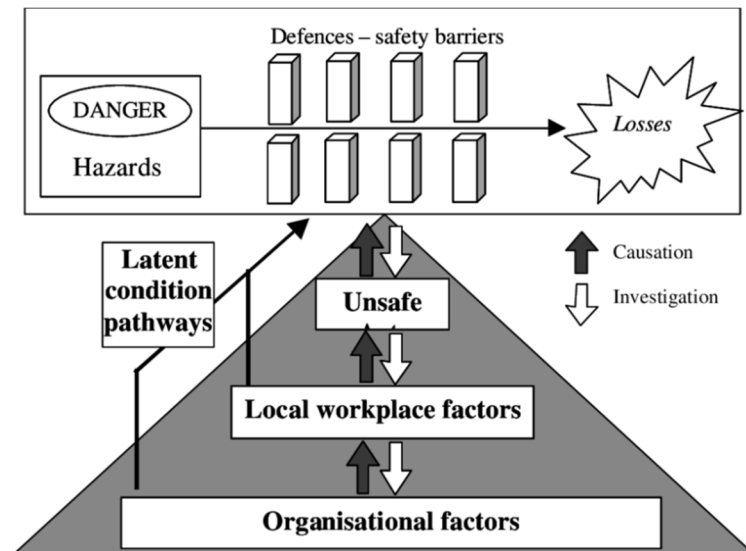 Defences – safety barriers
DANGER
Hazards
Losses
Latent
condition
pathways
Causation
Investigation
Unsafe
Local workplace factors
Organisational factors